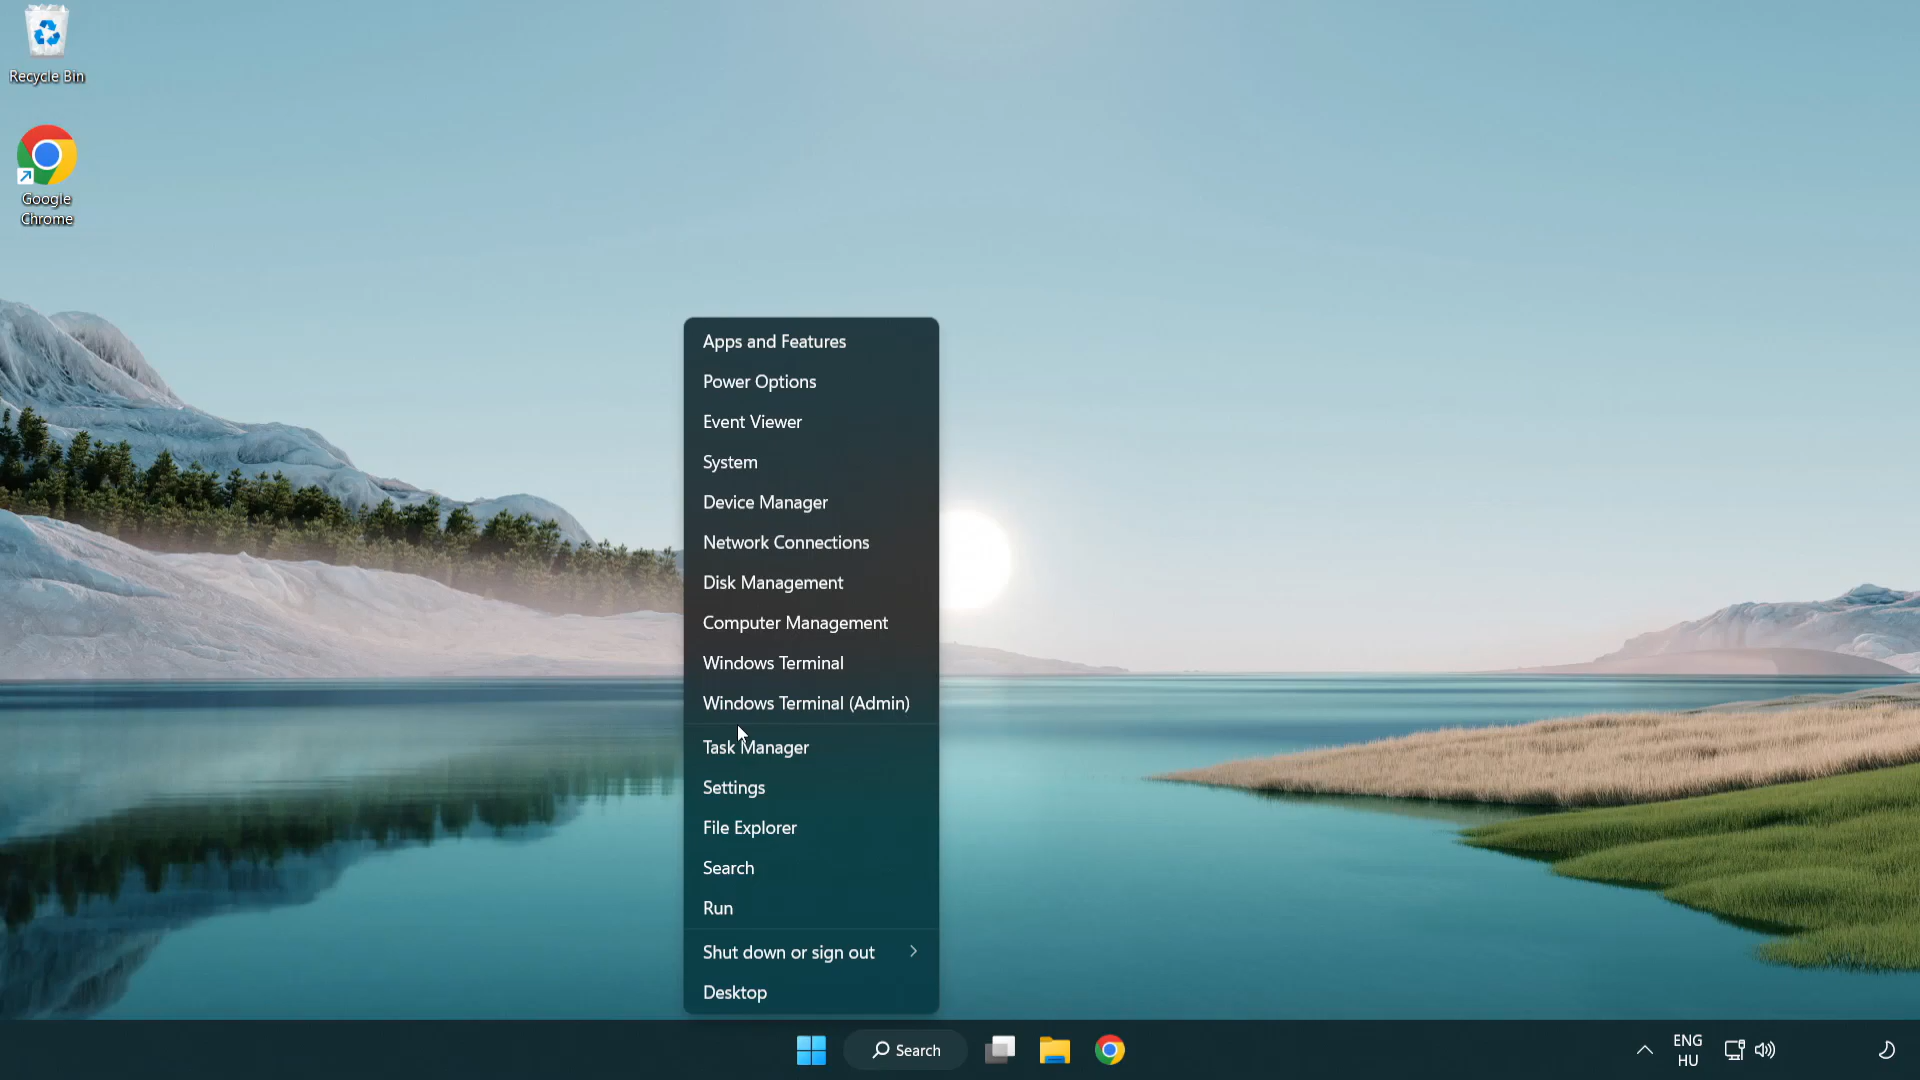 Recycle Bin
Google
Chrome
Apps and Features
Power Options
Event Viewer
System
Device Manager
Network Connections
Disk Management
Computer Management
Windows Terminal
Windows Terminal (Admin)
Task Manager
Settings
File Explorer
Search
Run
Shut down or sign out
Desktop
Search
ENG
HU